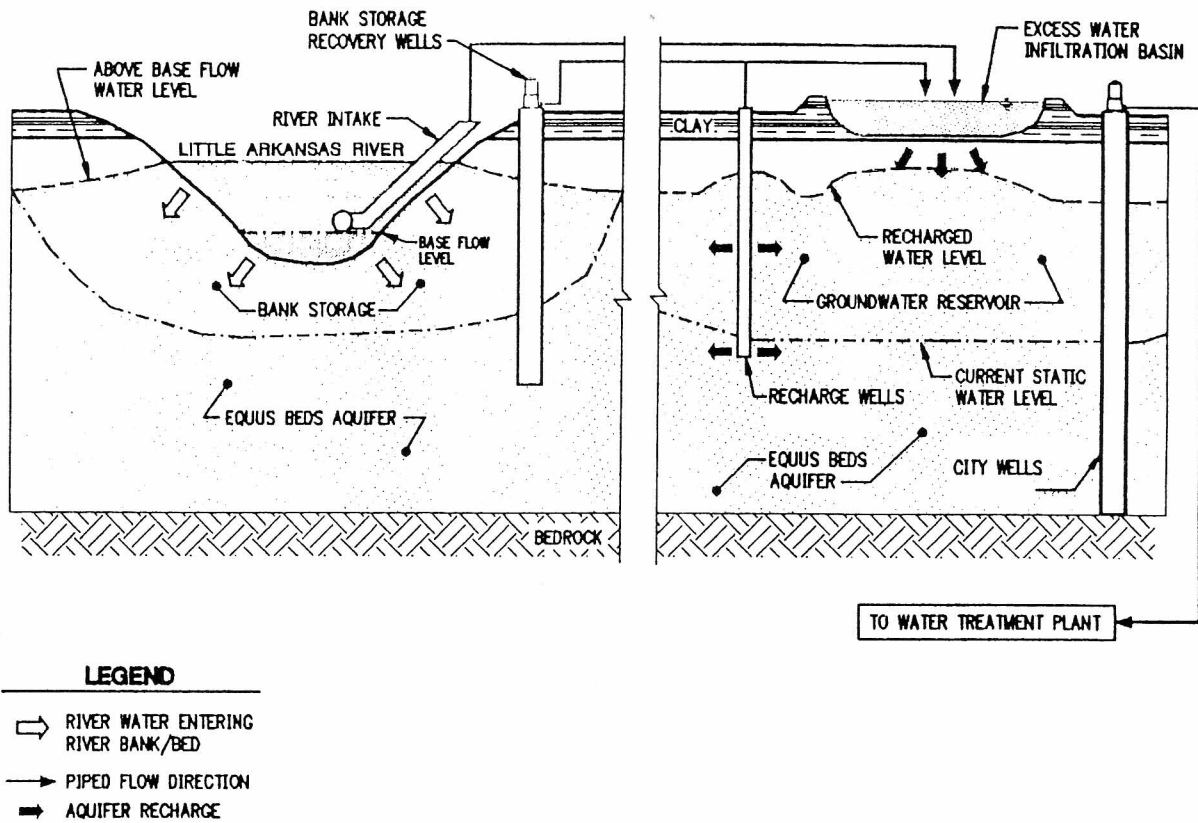 BANK STORAGE
RECOVERY WELLS
EXCESS WATER
INFILTRATION BASIN
ABOVE BASE FLOW
WATER LEVEL
RIVER INTAKE
CLAY.
LITTLE ARKANSAS RIVER
BASE FLOW
LEVEL
RECHARGED
WATER LEVEL
BANK STORAGE
GROUNDWATER RESERVOIR
CURRENT STATIC
WATER LEVEL
RECHARGE WELLS
EQUUS BEDS AQUIFER
EQUUS BEDS
AQUIFER
CITY WELLS
BEDROCK
TO WATER TREATMENT PLANT
LEGEND
RIVER WATER ENTERING
RIVER BANK/BED
PIPED FLOW DIRECTION
AQUIFER RECHARGE